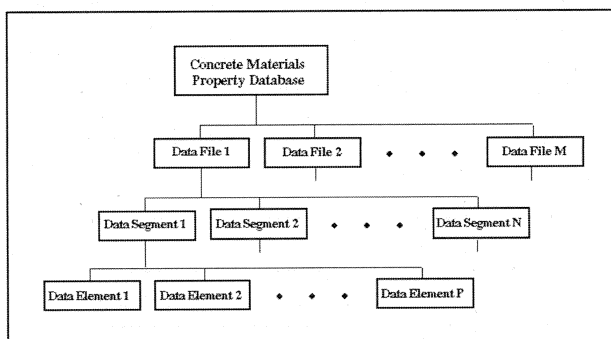 Concrete Materials
Property Database
Data File 1
Data File 2
Data File M
Data Segment 1
Data Segment 2
Data Segment N
Data Element 1
Data Element 2
Data Element P